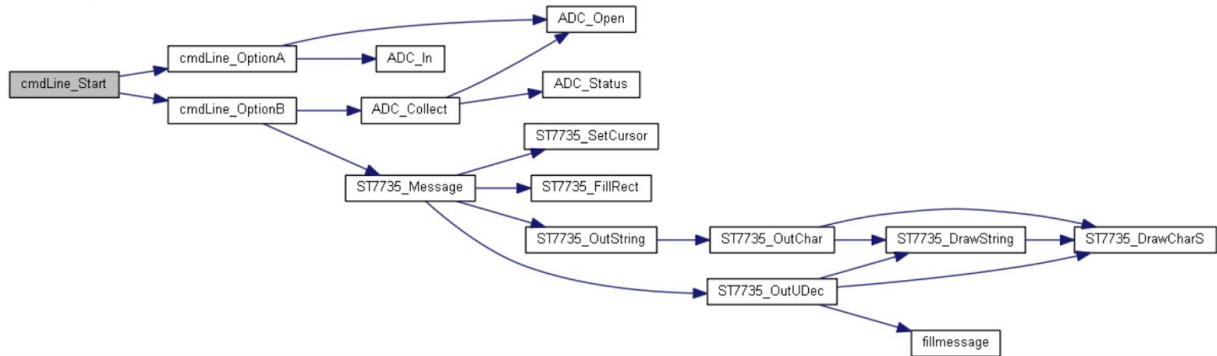 ADC_Open
cmdLine_OptionA
ADC_In
cmdLine_Start
ADC_Status
cmdLine_OptionB
ADC_Collect
ST7735_SetCursor
ST7735_Message
ST7735_FillRect
ST7735_OutString
ST7735_OutChar
ST7735_DrawString
ST7735_DrawCharS
ST7735_OutUDec
fillmessage